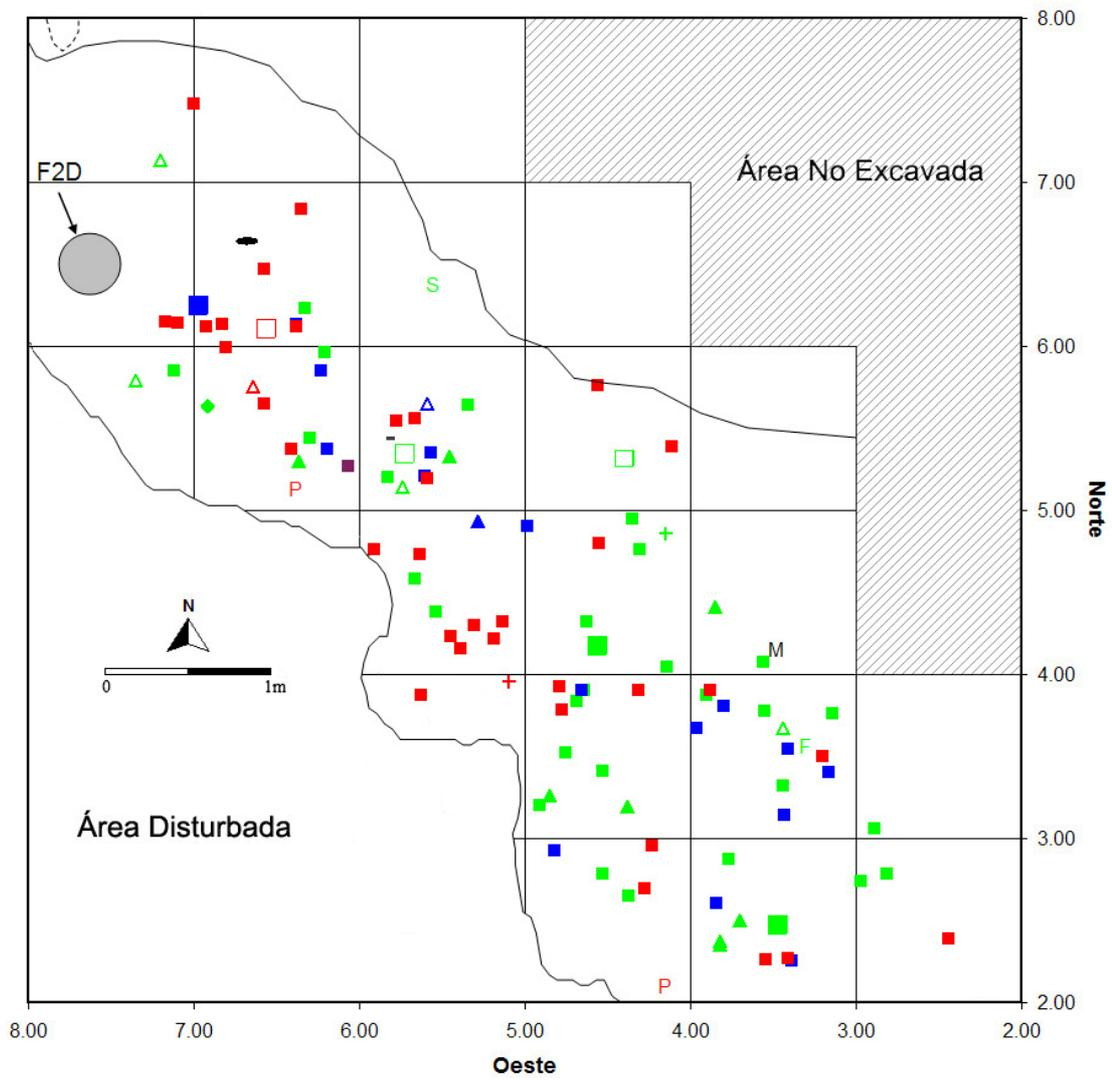 8.00
Área No Excavada
F2D
7.00
S
6.00
P
5.00
N
M
0 1m
4.00
F
Área Disturbada
3.00
P
2.00
Norte
8.00 7.00 6.00 5.00 4.00 3.00 2.00
Oeste